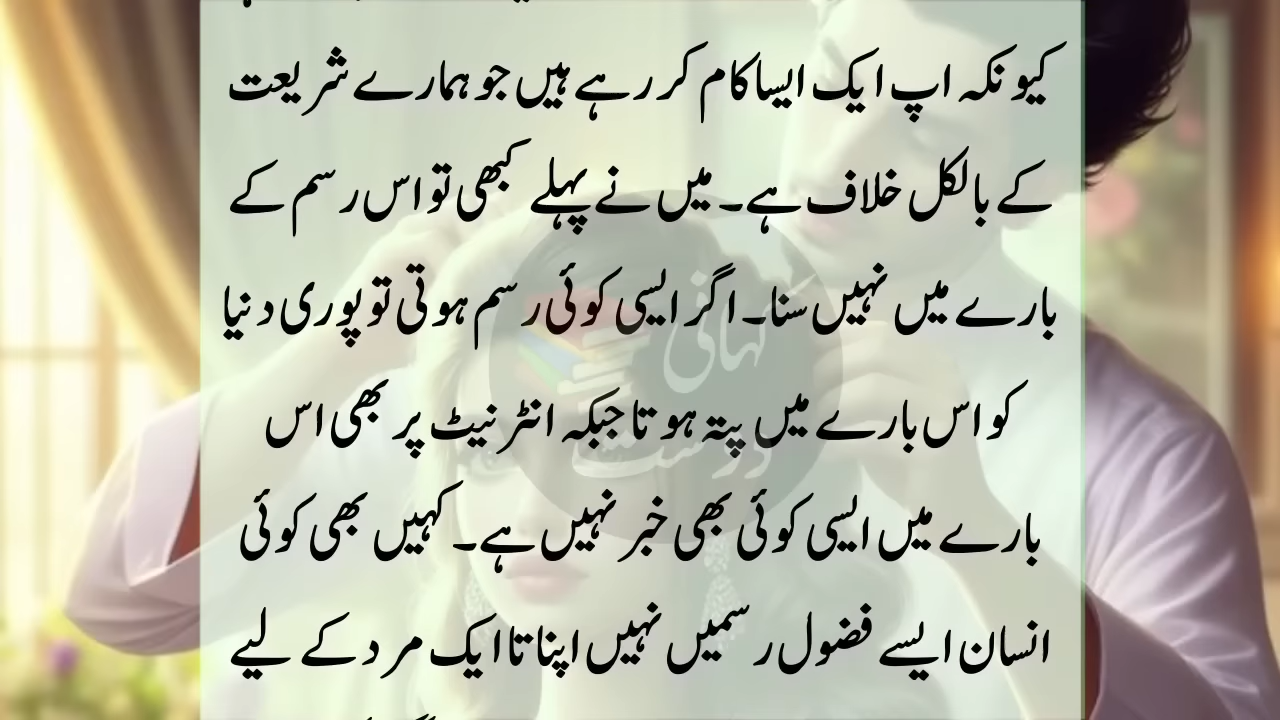 کیونکہ اپ ایک ایسا کام کر رہے ہیں جو ہمارے شریعت
کے بالکل خلاف ہے۔ میں نے پہلے کبھی تو اس رسم کے
بارے میں نہیں سنا۔ اگر ایسی کوئی رسم ہوتی تو پوری دنیا
کو اس بارے میں پتہ ہوتا جبکہ انٹرنیٹ پر بھی اس
بارے میں ایسی کوئی بھی خبر نہیں ہے۔ کہیں بھی کوئی
انسان ایسے فضول رسمیں نہیں اپناتا ایک مرد کے لیے
کہانی
درست